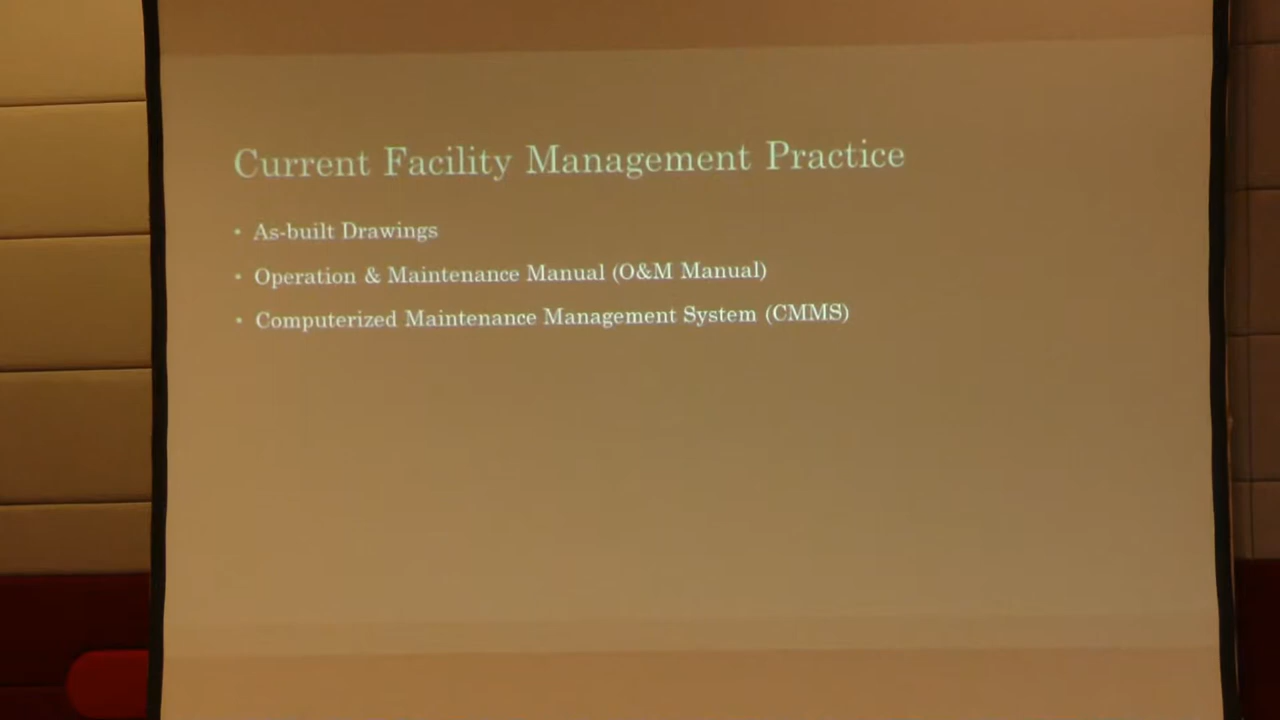 Current Facility Management Practice
• As-built Drawings
• Operation & Maintenance Manual (O&M Manual)
• Computerized Maintenance Management System (CMMS)